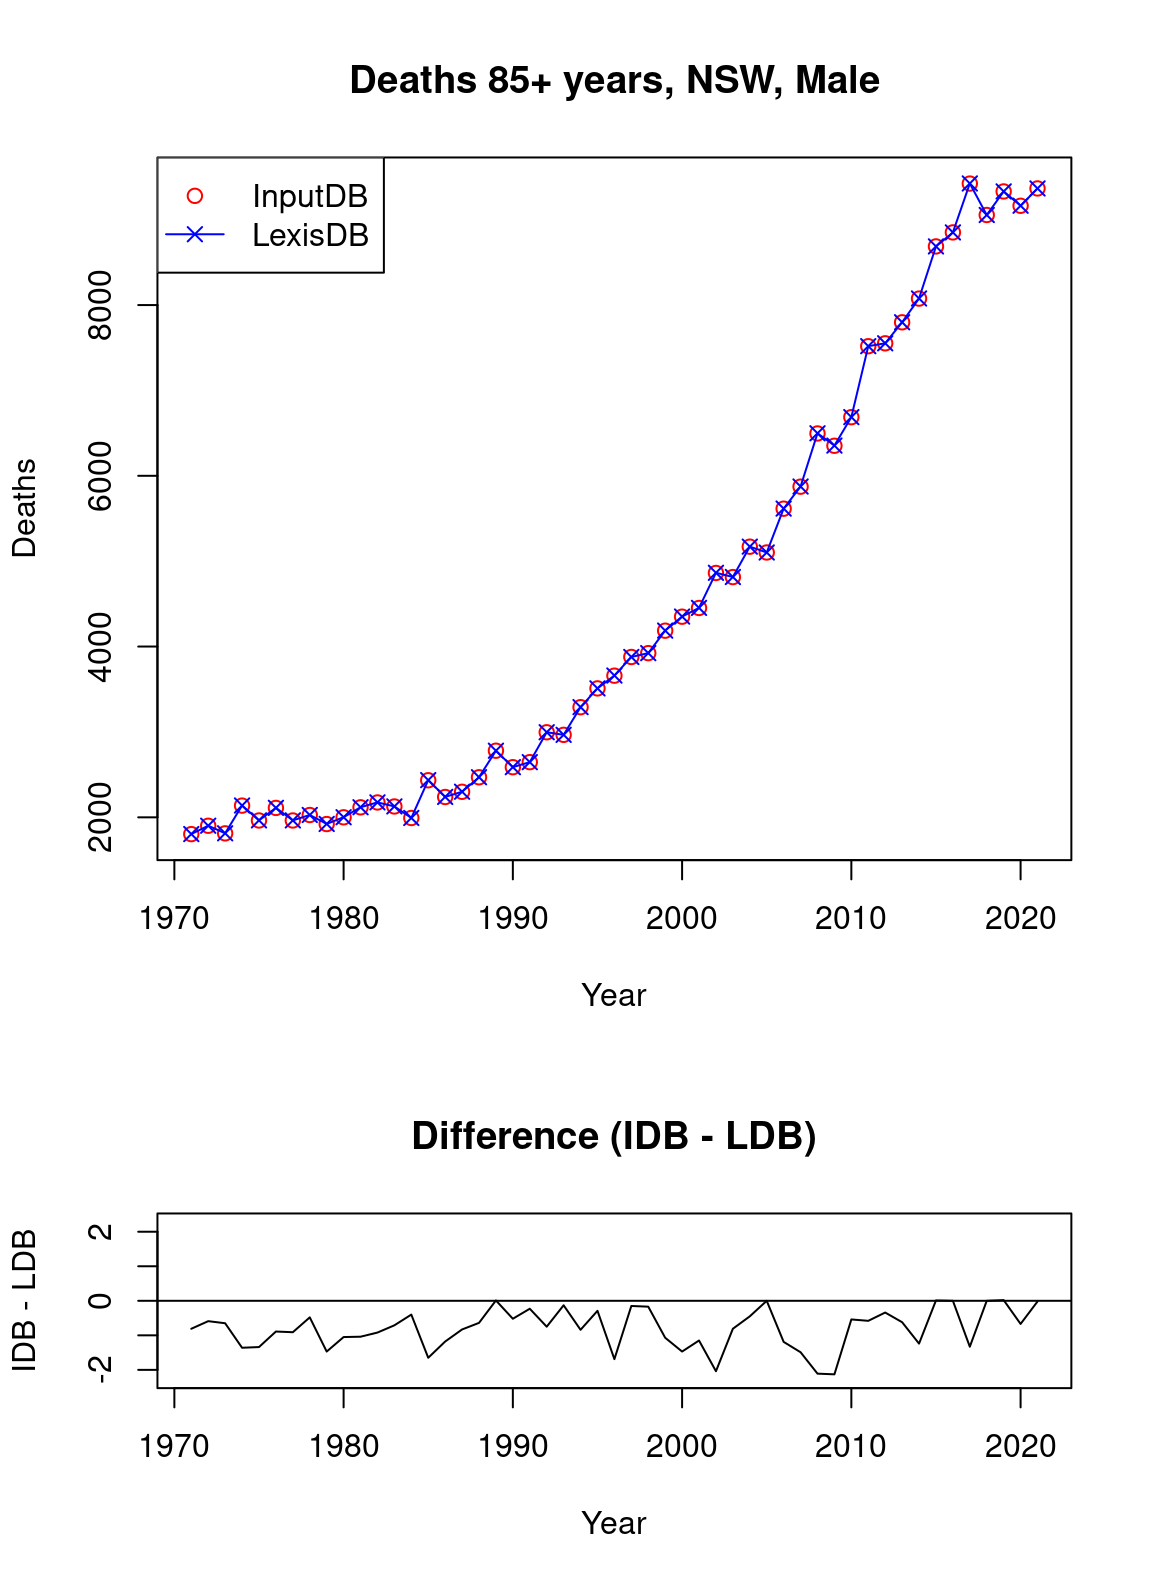 Deaths 85+ years, NSW, Male
InputDB
LexisDB
Deaths
8000
6000
4000
2000
1970 1980 1990 2000 2010 2020
Year
Difference (IDB - LDB)
IDB - LDB
2
0
-2
1970 1980 1990 2000 2010 2020
Year